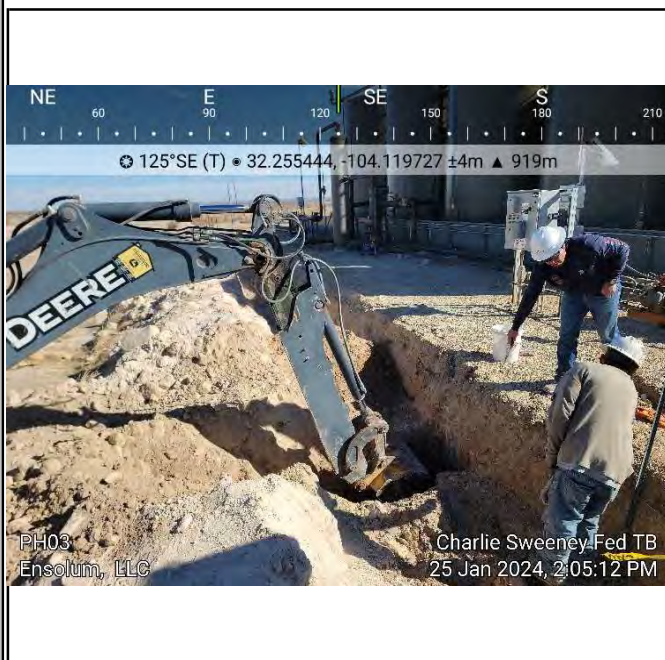 NE E SE S
60 90 120 150 180 210
125°SE (T) 32.255444, -104.119727 ±4m ▲ 919m
DEERE
PH03
Charlie Sweeney Fed TB
Ensolum, LLC
25 Jan 2024, 2:05:12 PM